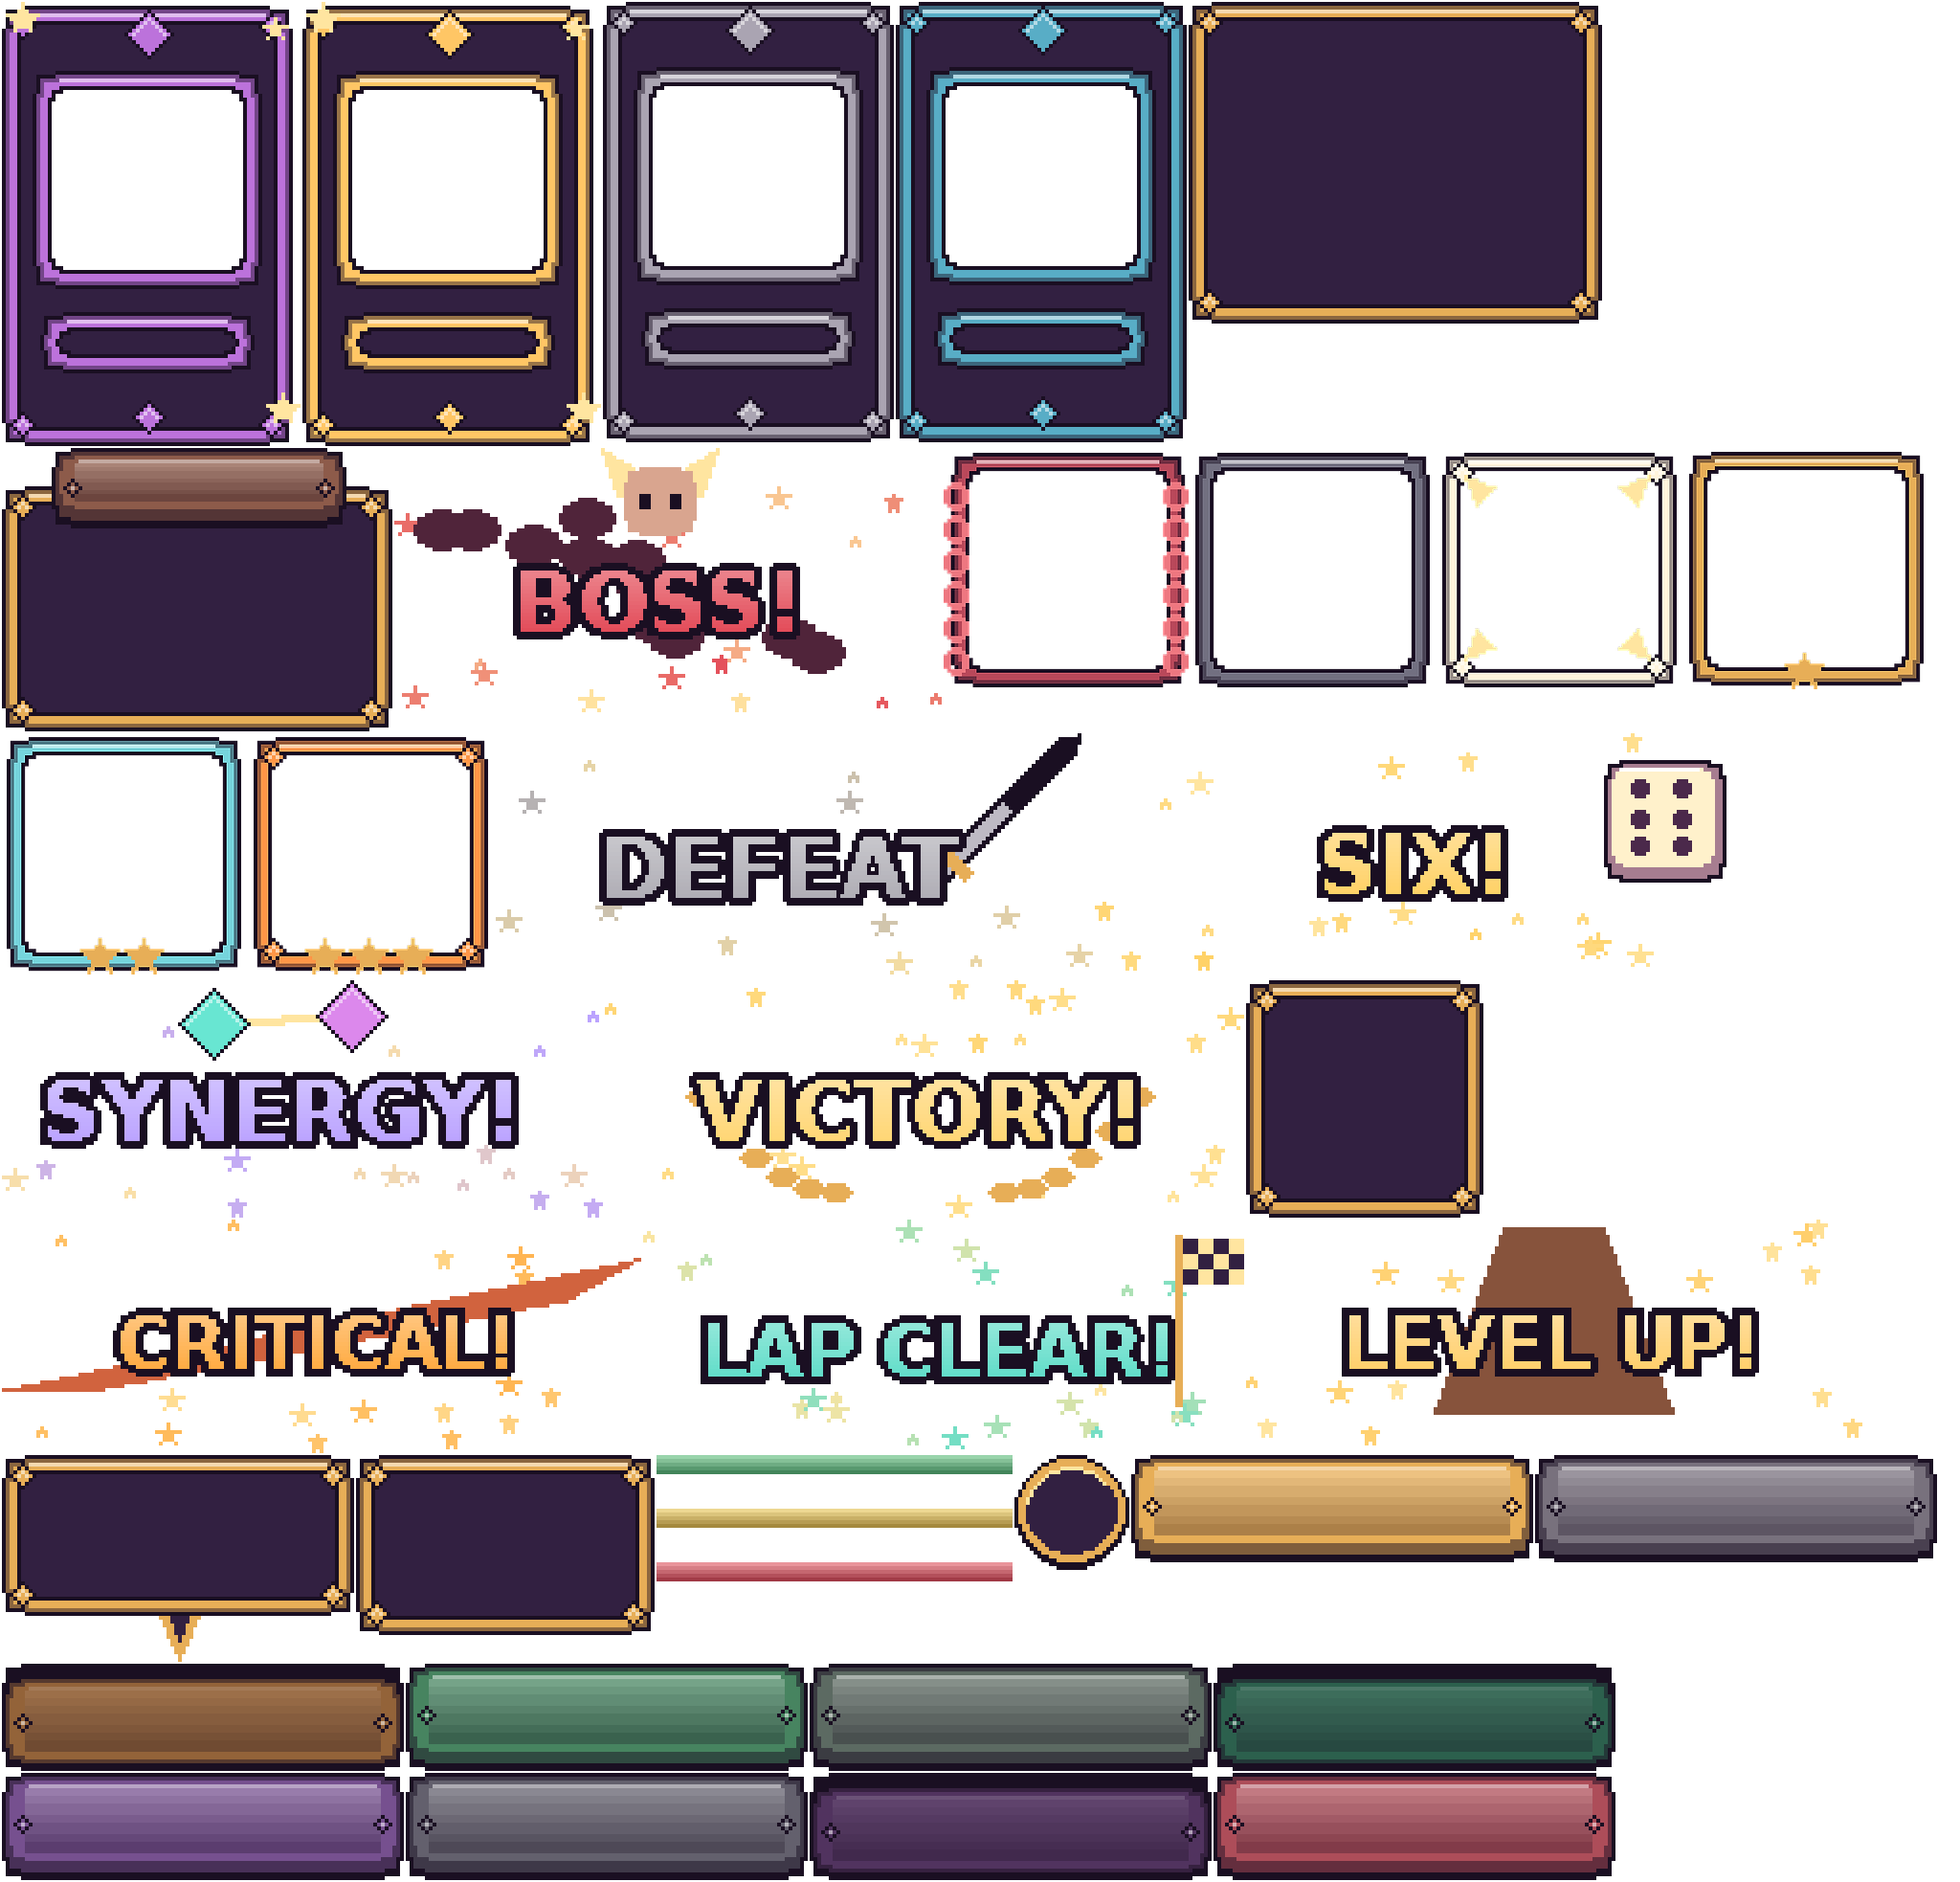 BOSS!
DEFEAT
SIX!
SYNERGY!
VICTORY!
CRITICAL!
LAP CLEAR!
LEVEL UP!